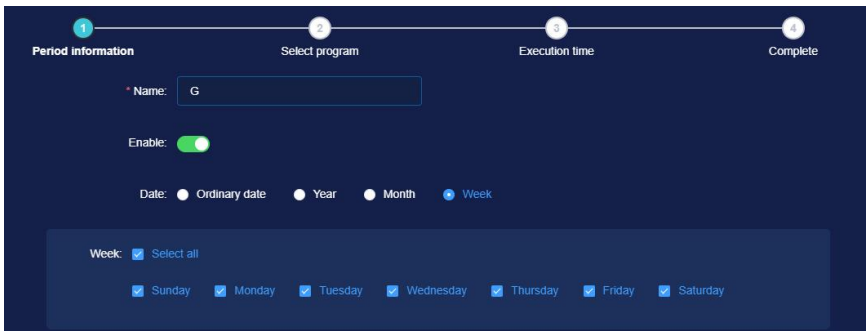 1 2 3 4
Period information Select program Execution time Complete
* Name: G
Enable:
Date: Ordinary date Year Month Week
Week: Select all
Sunday Monday Tuesday Wednesday Thursday Friday Saturday